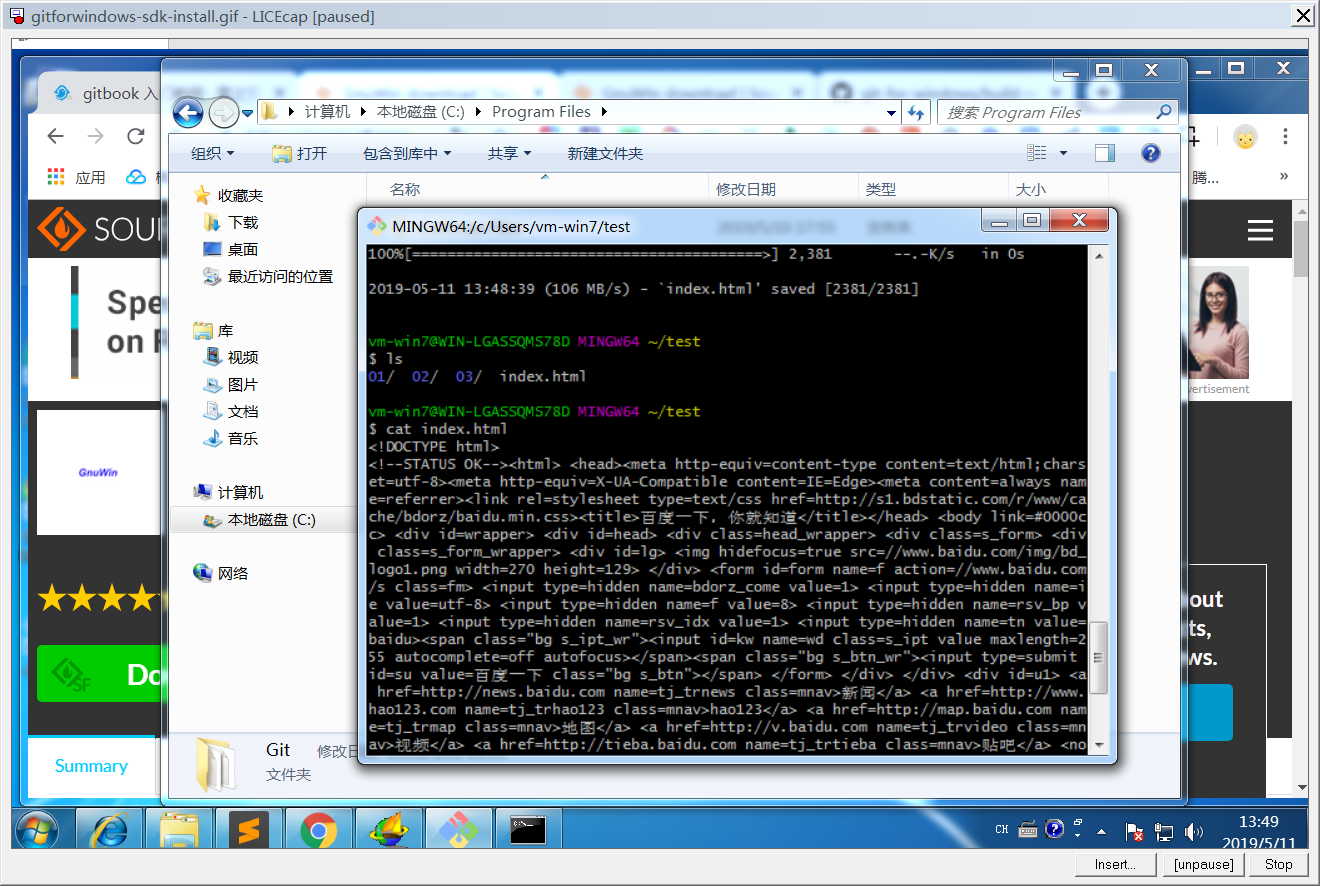 gitforwindows-sdk-install.gif - LICEcap [paused]
gitbook 入
计算机 本地磁盘 (C:) Program Files
搜索 Program Files
组织 打开 包含到库中 共享 新建文件夹
应用
腾...
»
名称 修改日期 类型 大小
收藏夹
下载
桌面
最近访问的位置
库
视频
图片
文档
音乐
计算机
本地磁盘 (C:)
网络
SOU
Spe
on F
GnuWin
SF
Do
Summary
vertisement
out
ts,
ws.
MINGW64:/c/Users/vm-win7/test
100%[========================================>] 2,381 --.-K/s in 0s
2019-05-11 13:48:39 (106 MB/s) - `index.html' saved [2381/2381]
vm-win7@WIN-LGASSQMS78D MINGW64 ~/test
$ ls
01/ 02/ 03/ index.html
vm-win7@WIN-LGASSQMS78D MINGW64 ~/test
$ cat index.html
<!DOCTYPE html>
<!--STATUS OK--><html> <head><meta http-equiv=content-type content=text/html;chars
et=utf-8><meta http-equiv=X-UA-Compatible content=IE=Edge><meta content=always na
me=referrer><link rel=stylesheet type=text/css href=http://s1.bdstatic.com/r/www/ca
che/bdorz/baidu.min.css><title>百度一下，你就知道</title></head> <body link=#0000c
c> <div id=wrapper> <div id=head> <div class=head_wrapper> <div class=s_form> <div
class=s_form_wrapper> <div id=lg> <img hidefocus=true src=//www.baidu.com/img/bd_
logo1.png width=270 height=129> </div> <form id=form name=f action=//www.baidu.com
/s class=fm> <input type=hidden name=bdorz_come value=1> <input type=hidden name=i
e value=utf-8> <input type=hidden name=f value=8> <input type=hidden name=rsv_bp v
alue=1> <input type=hidden name=rsv_idx value=1> <input type=hidden name=tn value=
baidu><span class="bg s_ipt_wr"><input id=kw name=wd class=s_ipt value maxlength=2
55 autocomplete=off autofocus></span><span class="bg s_btn_wr"><input type=submit
id=su value=百度一下 class="bg s_btn"></span> </form> </div> </div> <div id=u1> <a
href=http://news.baidu.com name=tj_trnews class=mnav>新闻</a> <a href=http://www.
hao123.com name=tj_trhao123 class=mnav>hao123</a> <a href=http://map.baidu.com nam
e=tj_trmap class=mnav>地图</a> <a href=http://v.baidu.com name=tj_trvideo class=mn
av>视频</a> <a href=http://tieba.baidu.com name=tj_trtieba class=mnav>贴吧</a> <no
Git 修改日
文件夹
CH
13:49
2019/5/11
Insert... [unpause] Stop